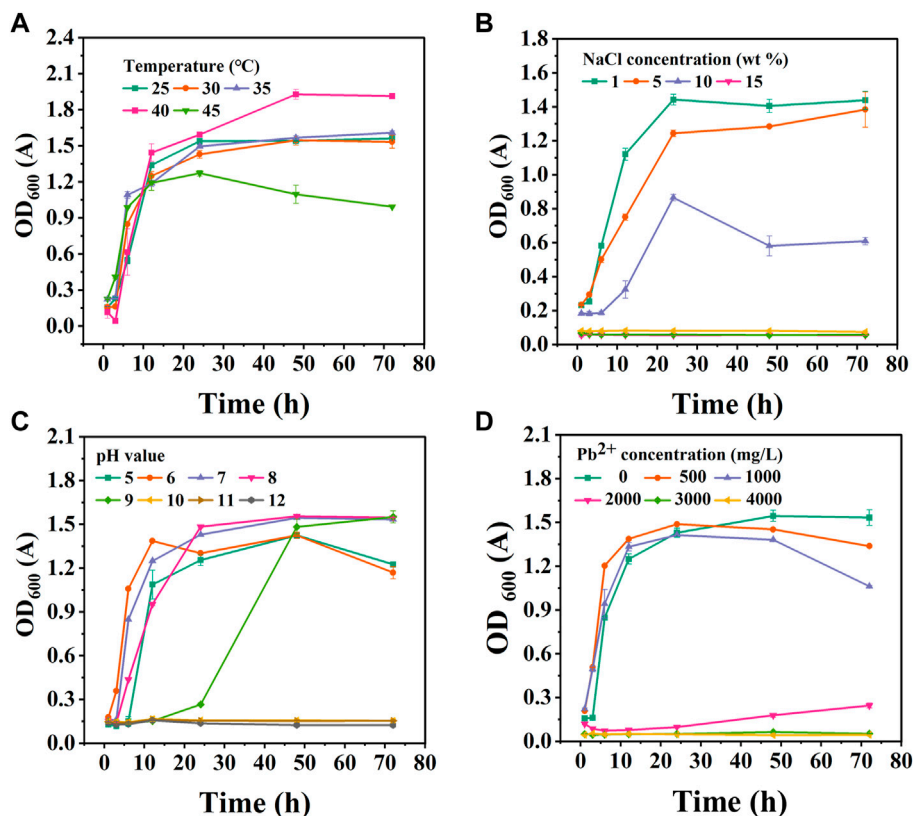 A
Temperature (℃)
25 30 35
40 45
2.4
2.1
1.8
1.5
1.2
0.9
0.6
0.3
0.0
OD600 (A)
0 10 20 30 40 50 60 70 80
Time (h)
B
NaCl concentration (wt %)
1 5 10 15
1.8
1.6
1.4
1.2
1.0
0.8
0.6
0.4
0.2
0.0
OD600 (A)
0 10 20 30 40 50 60 70 80
Time (h)
C
pH value
5 6 7 8
9 10 11 12
2.1
1.8
1.5
1.2
0.9
0.6
0.3
0.0
OD600 (A)
0 10 20 30 40 50 60 70 80
Time (h)
D
Pb2+ concentration (mg/L)
0 500 1000
2000 3000 4000
2.1
1.8
1.5
1.2
0.9
0.6
0.3
0.0
OD 600 (A)
0 10 20 30 40 50 60 70 80
Time (h)